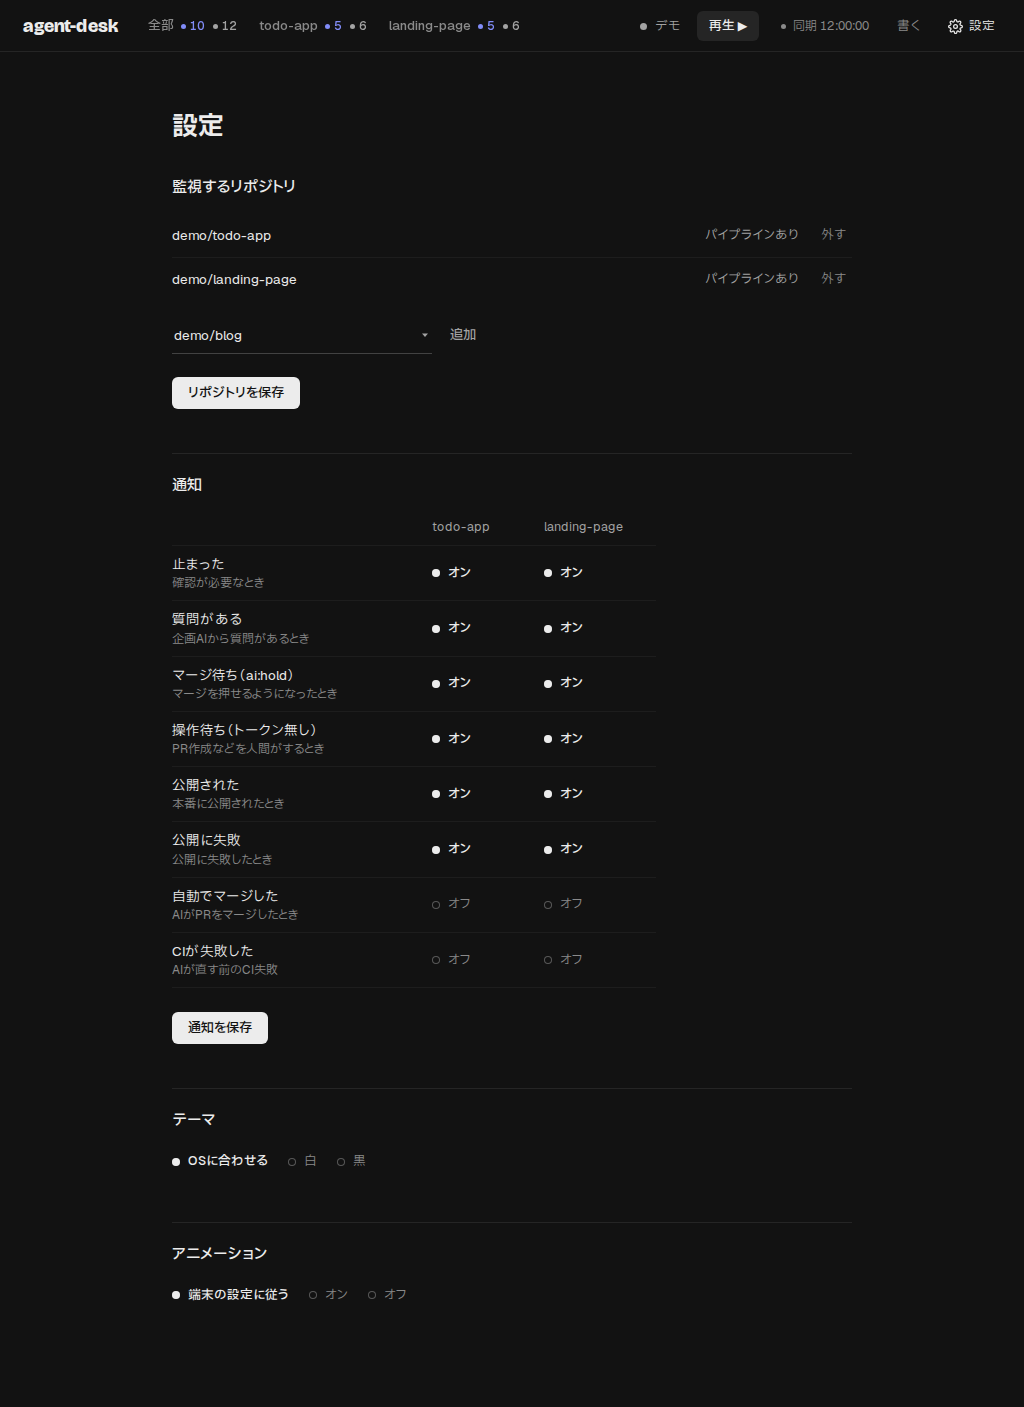 agent-desk 全部 10 12 todo-app 5 6 landing-page 5 6 デモ 再生 ▶ 同期 12:00:00 書く 設定
設定
監視するリポジトリ
demo/todo-app パイプラインあり 外す
demo/landing-page パイプラインあり 外す
demo/blog 追加
リポジトリを保存
通知
todo-app landing-page
止まった
確認が必要なとき
オン オン
質問がある
企画AIから質問があるとき
オン オン
マージ待ち（ai:hold）
マージを押せるようになったとき
オン オン
操作待ち（トークン無し）
PR作成などを人間がするとき
オン オン
公開された
本番に公開されたとき
オン オン
公開に失敗
公開に失敗したとき
オン オン
自動でマージした
AIがPRをマージしたとき
オフ オフ
CIが失敗した
AIが直す前のCI失敗
オフ オフ
通知を保存
テーマ
OSに合わせる 白 黒
アニメーション
端末の設定に従う オン オフ